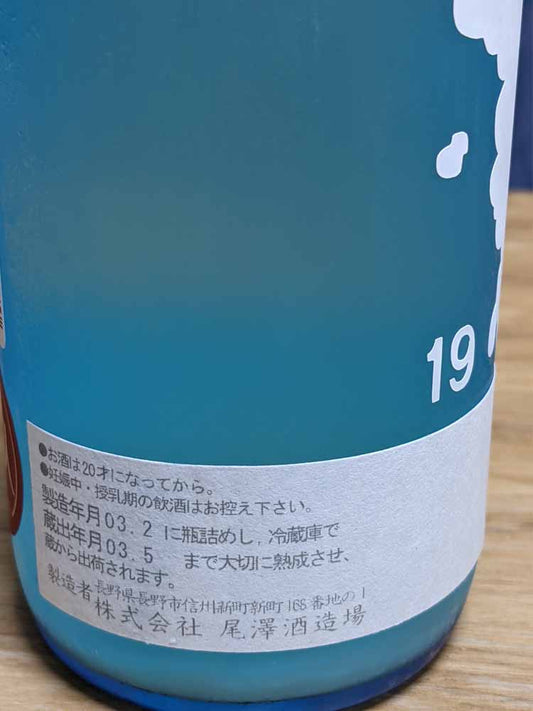 19
●お酒は20才になってから。
●妊娠中・授乳期の飲酒はお控え下さい。
製造年月03.2 に瓶詰めし、冷蔵庫で
蔵出年月03.5 まで大切に熟成させ、
蔵から出荷されます。
長野県長野市信州新町新町168番地の1
製造者株式会社 尾澤酒造場